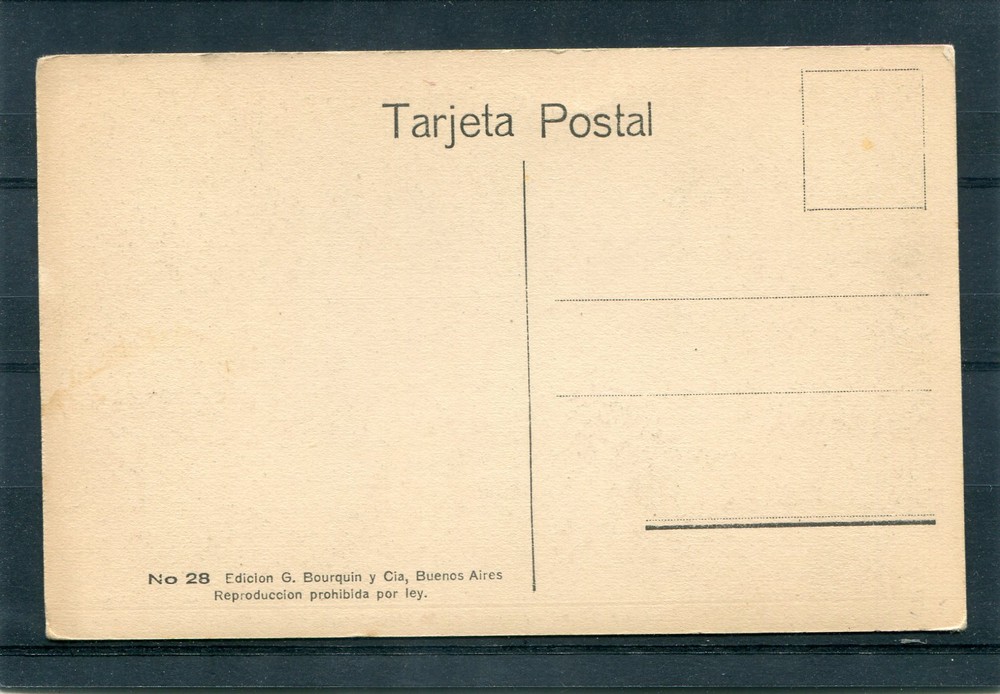 Tarjeta Postal
No 28 Edicion G. Bourquin y Cia, Buenos Aires
Reproduccion prohibida por ley.